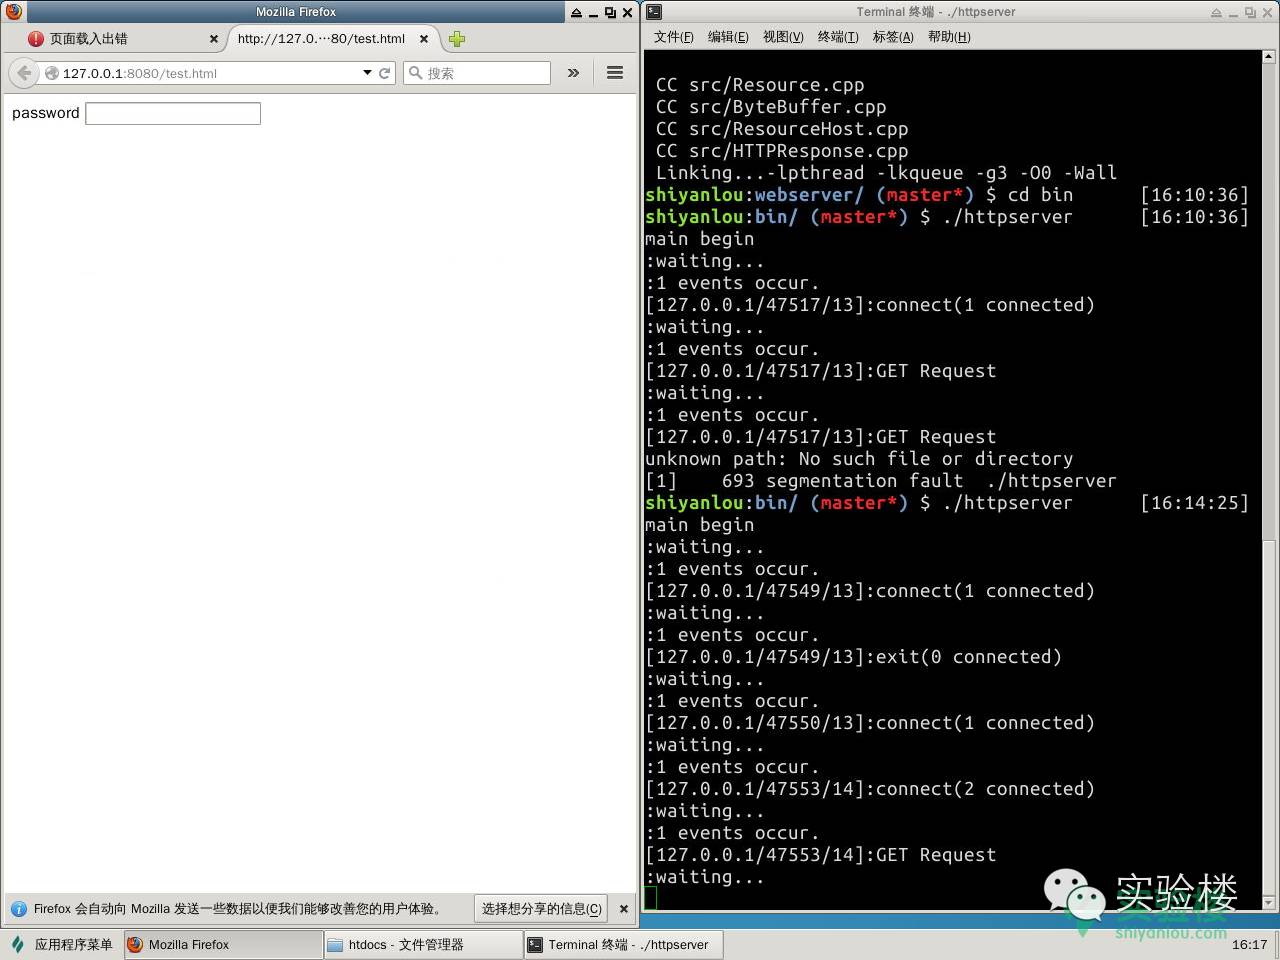 Mozilla Firefox
页面载入出错
http://127.0.…80/test.html
127.0.0.1:8080/test.html
搜索
password
Firefox 会自动向 Mozilla 发送一些数据以便我们能够改善您的用户体验。
选择想分享的信息(C)
Terminal 终端 - ./httpserver
文件(F) 编辑(E) 视图(V) 终端(T) 标签(A) 帮助(H)
CC src/Resource.cpp
CC src/ByteBuffer.cpp
CC src/ResourceHost.cpp
CC src/HTTPResponse.cpp
Linking...-lpthread -lkqueue -g3 -O0 -Wall
shiyanlou:webserver/ (master*) $ cd bin [16:10:36]
shiyanlou:bin/ (master*) $ ./httpserver [16:10:36]
main begin
:waiting...
:1 events occur.
[127.0.0.1/47517/13]:connect(1 connected)
:waiting...
:1 events occur.
[127.0.0.1/47517/13]:GET Request
:waiting...
:1 events occur.
[127.0.0.1/47517/13]:GET Request
unknown path: No such file or directory
[1] 693 segmentation fault ./httpserver
shiyanlou:bin/ (master*) $ ./httpserver [16:14:25]
main begin
:waiting...
:1 events occur.
[127.0.0.1/47549/13]:connect(1 connected)
:waiting...
:1 events occur.
[127.0.0.1/47549/13]:exit(0 connected)
:waiting...
:1 events occur.
[127.0.0.1/47550/13]:connect(1 connected)
:waiting...
:1 events occur.
[127.0.0.1/47553/14]:connect(2 connected)
:waiting...
:1 events occur.
[127.0.0.1/47553/14]:GET Request
:waiting...
实验楼
实验楼
shiyanlou.com
应用程序菜单
Mozilla Firefox
htdocs - 文件管理器
Terminal 终端 - ./httpserver
16:17